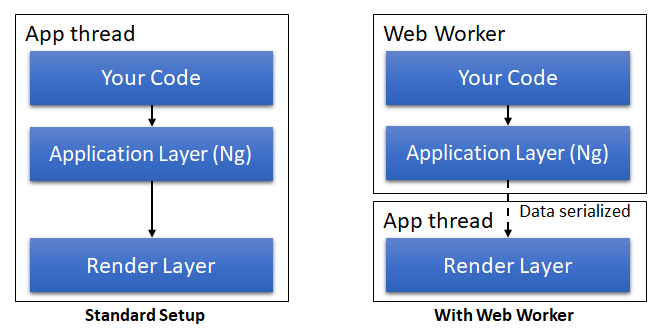 App thread
Your Code
Application Layer (Ng)
Render Layer
Standard Setup
Web Worker
Your Code
Application Layer (Ng)
Data serialized
App thread
Render Layer
With Web Worker